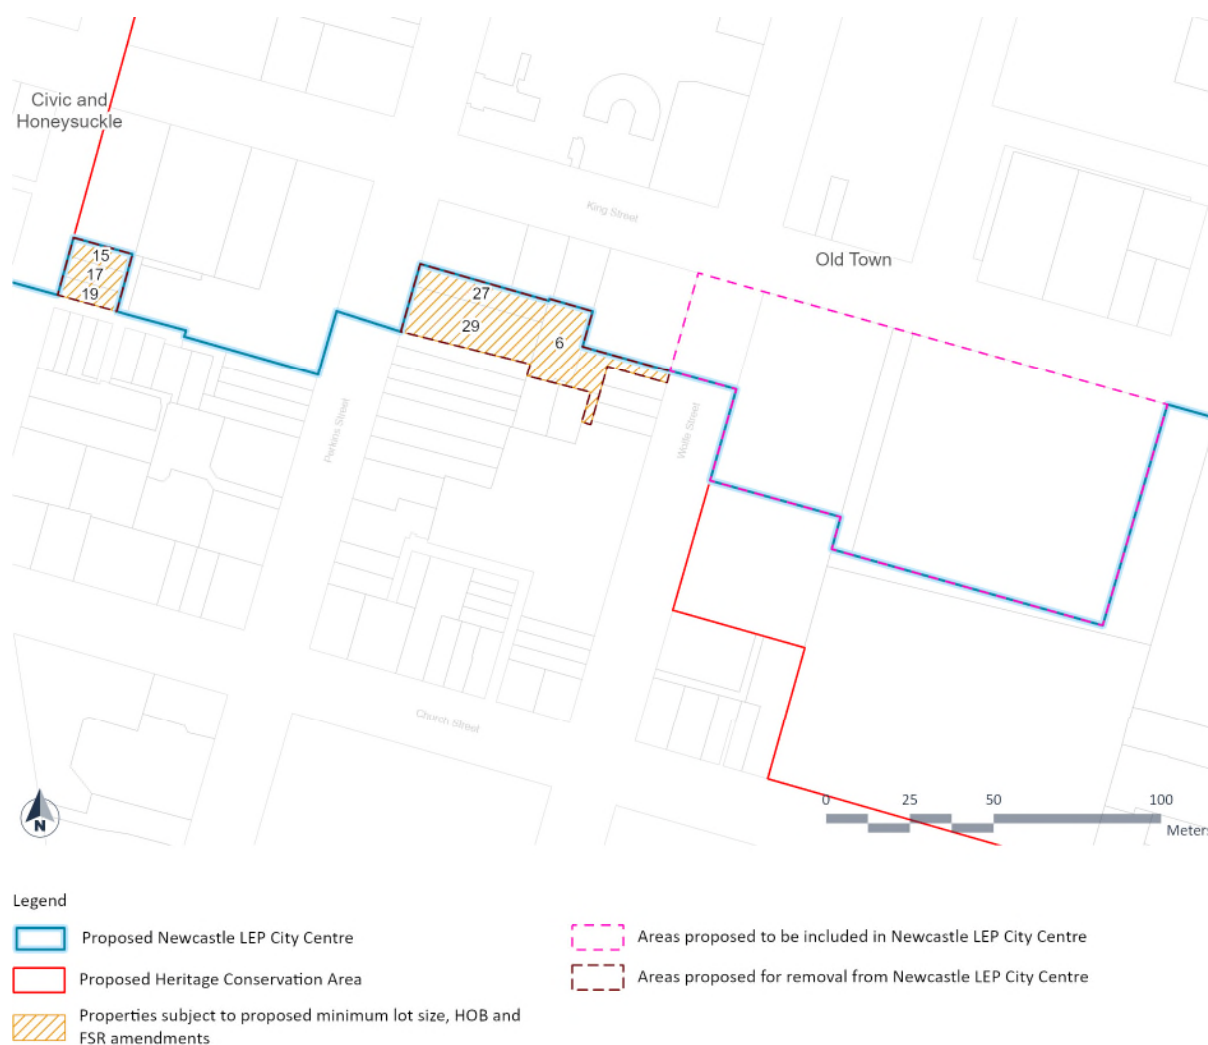 Civic and
Honeysuckle
King Street
Old Town
15
17
19
27
29
6
Perkins Street
Wolfe Street
Church Street
N
0 25 50 100
Meters
Legend
Proposed Newcastle LEP City Centre
Proposed Heritage Conservation Area
Properties subject to proposed minimum lot size, HOB and
FSR amendments
Areas proposed to be included in Newcastle LEP City Centre
Areas proposed for removal from Newcastle LEP City Centre